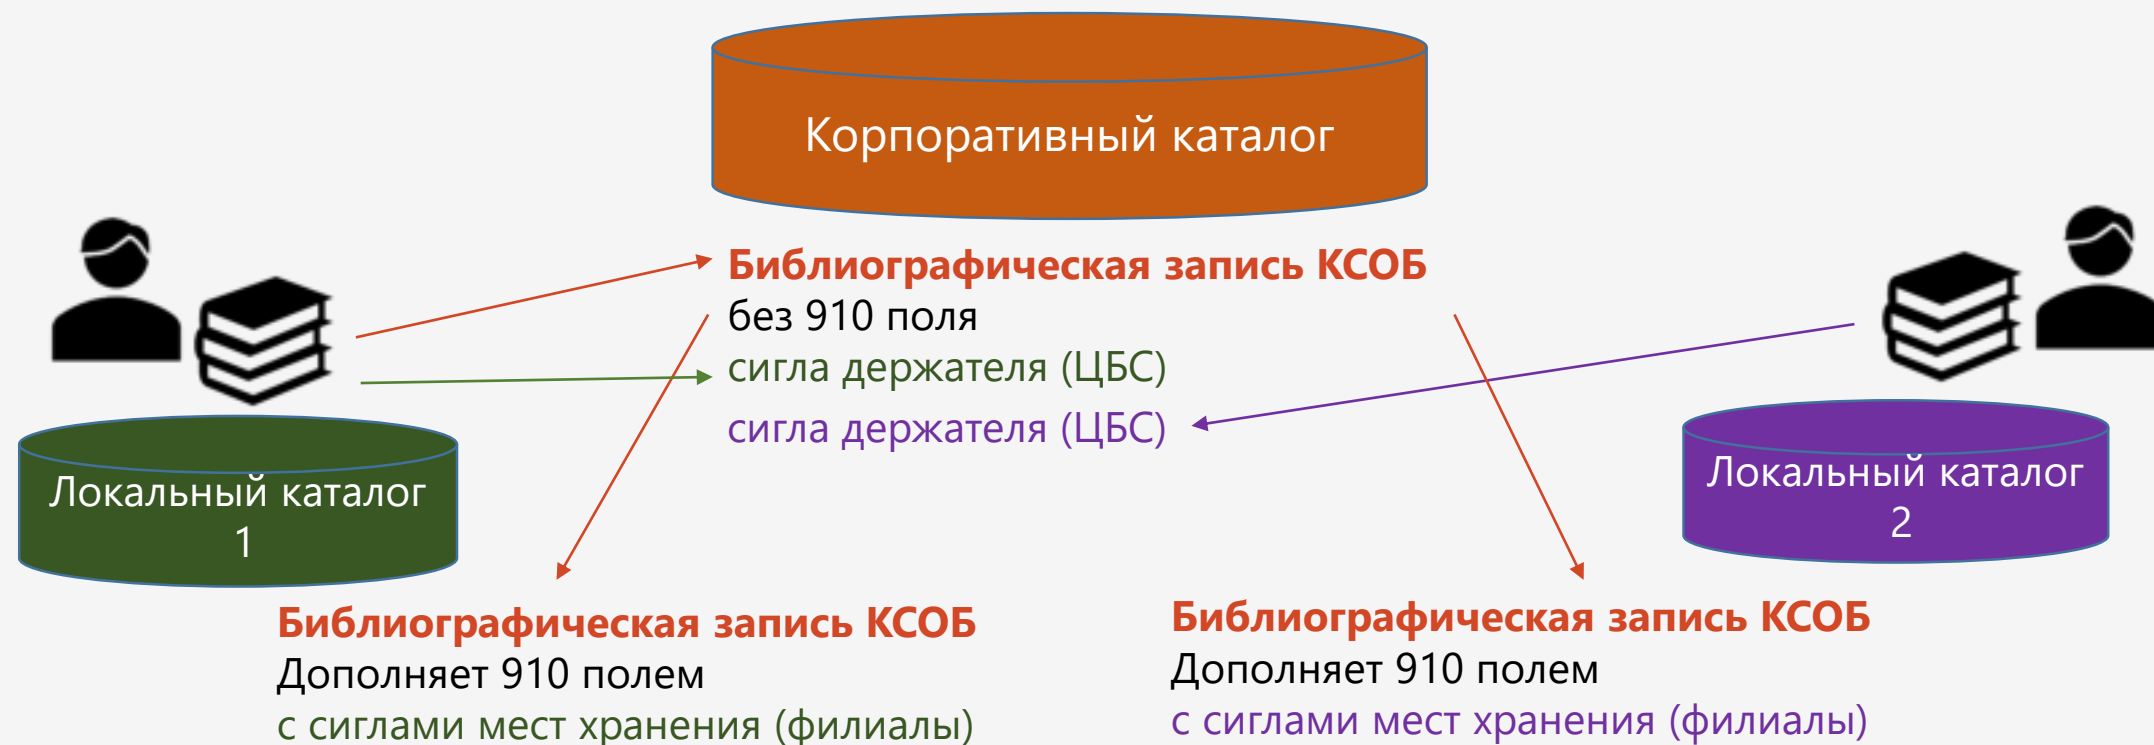 Корпоративный каталог
Библиографическая запись КСОБ
без 910 поля
сигла держателя (ЦБС)
сигла держателя (ЦБС)
Локальный каталог
1
Локальный каталог
2
Библиографическая запись КСОБ
Дополняет 910 полем
с сиглами мест хранения (филиалы)
Библиографическая запись КСОБ
Дополняет 910 полем
с сиглами мест хранения (филиалы)